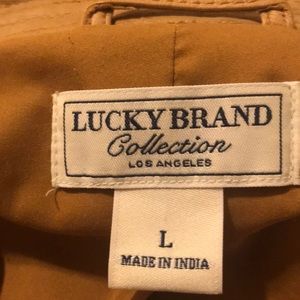 LUCKY BRAND
Collection
LOS ANGELES
L
MADE IN INDIA